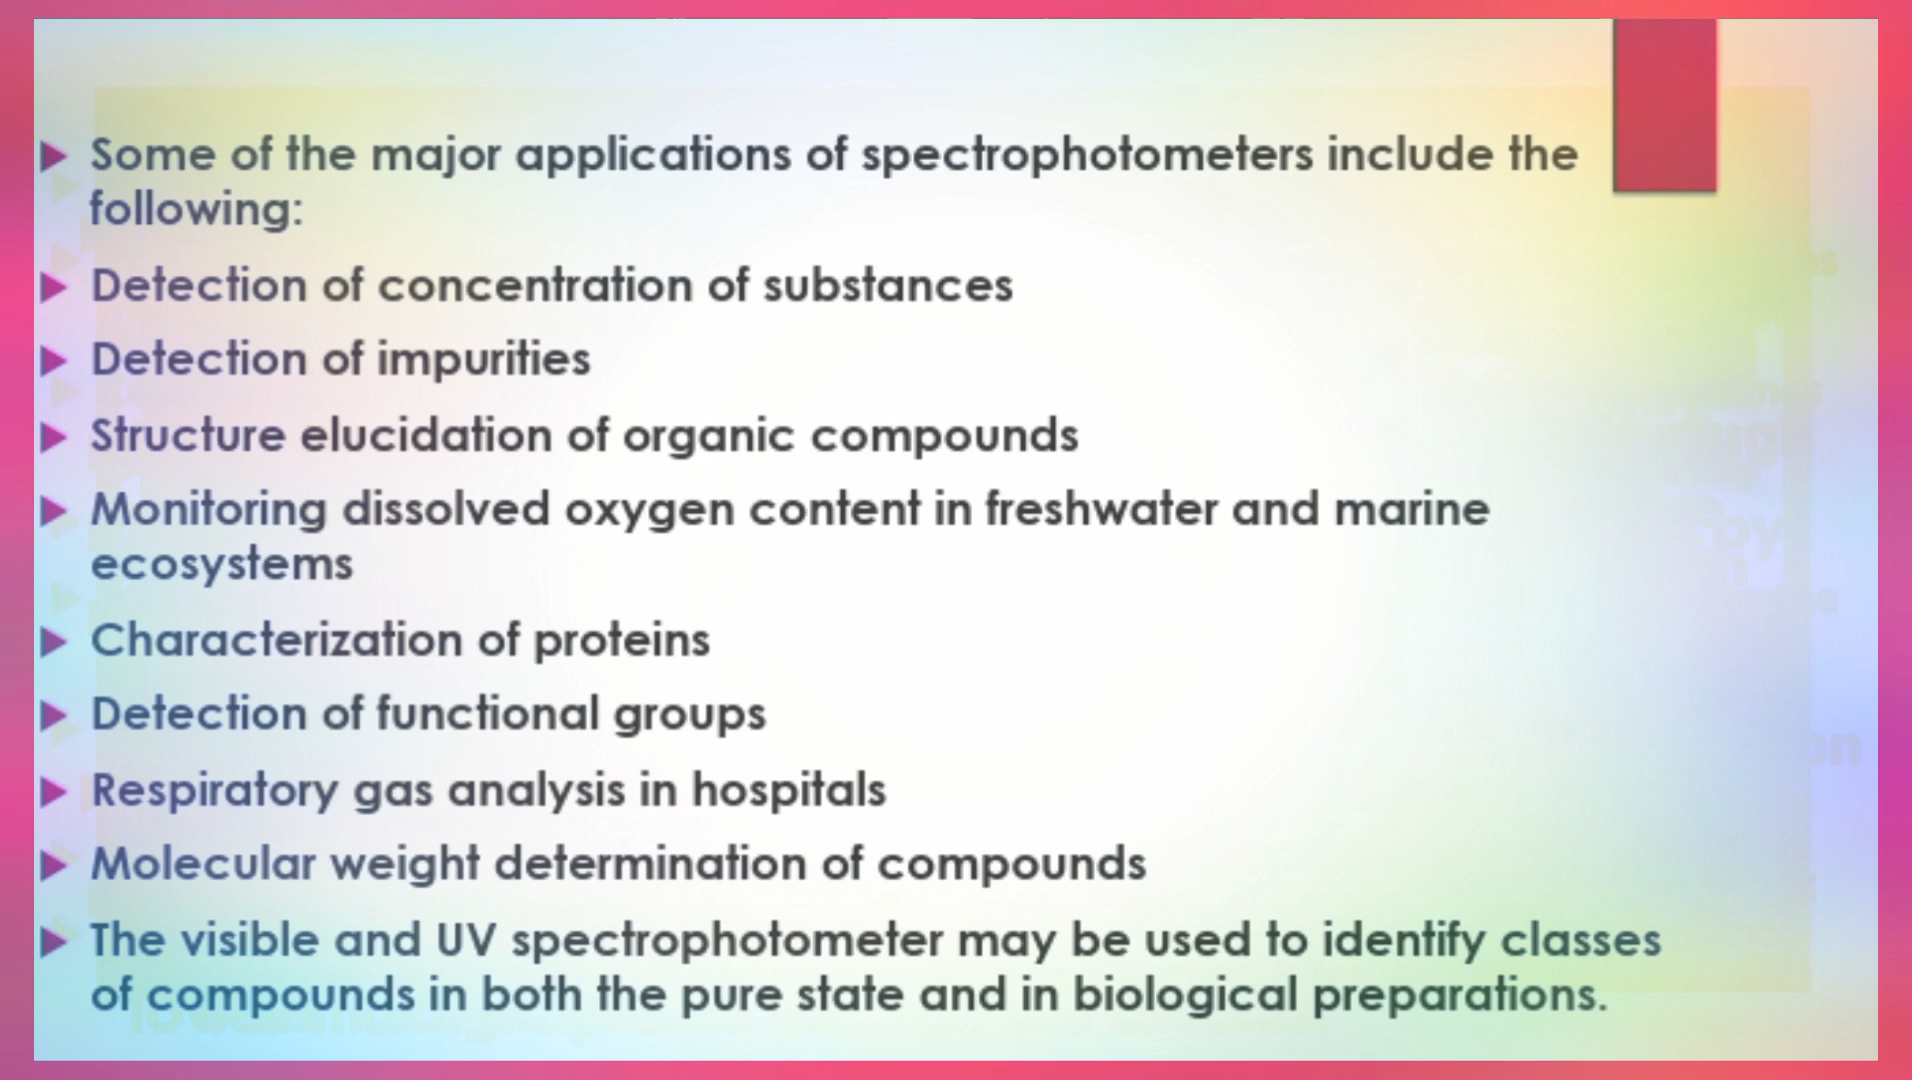 Some of the major applications of spectrophotometers include the
following:
Detection of concentration of substances
Detection of impurities
Structure elucidation of organic compounds
Monitoring dissolved oxygen content in freshwater and marine
ecosystems
Characterization of proteins
Detection of functional groups
Respiratory gas analysis in hospitals
Molecular weight determination of compounds
The visible and UV spectrophotometer may be used to identify classes
of compounds in both the pure state and in biological preparations.